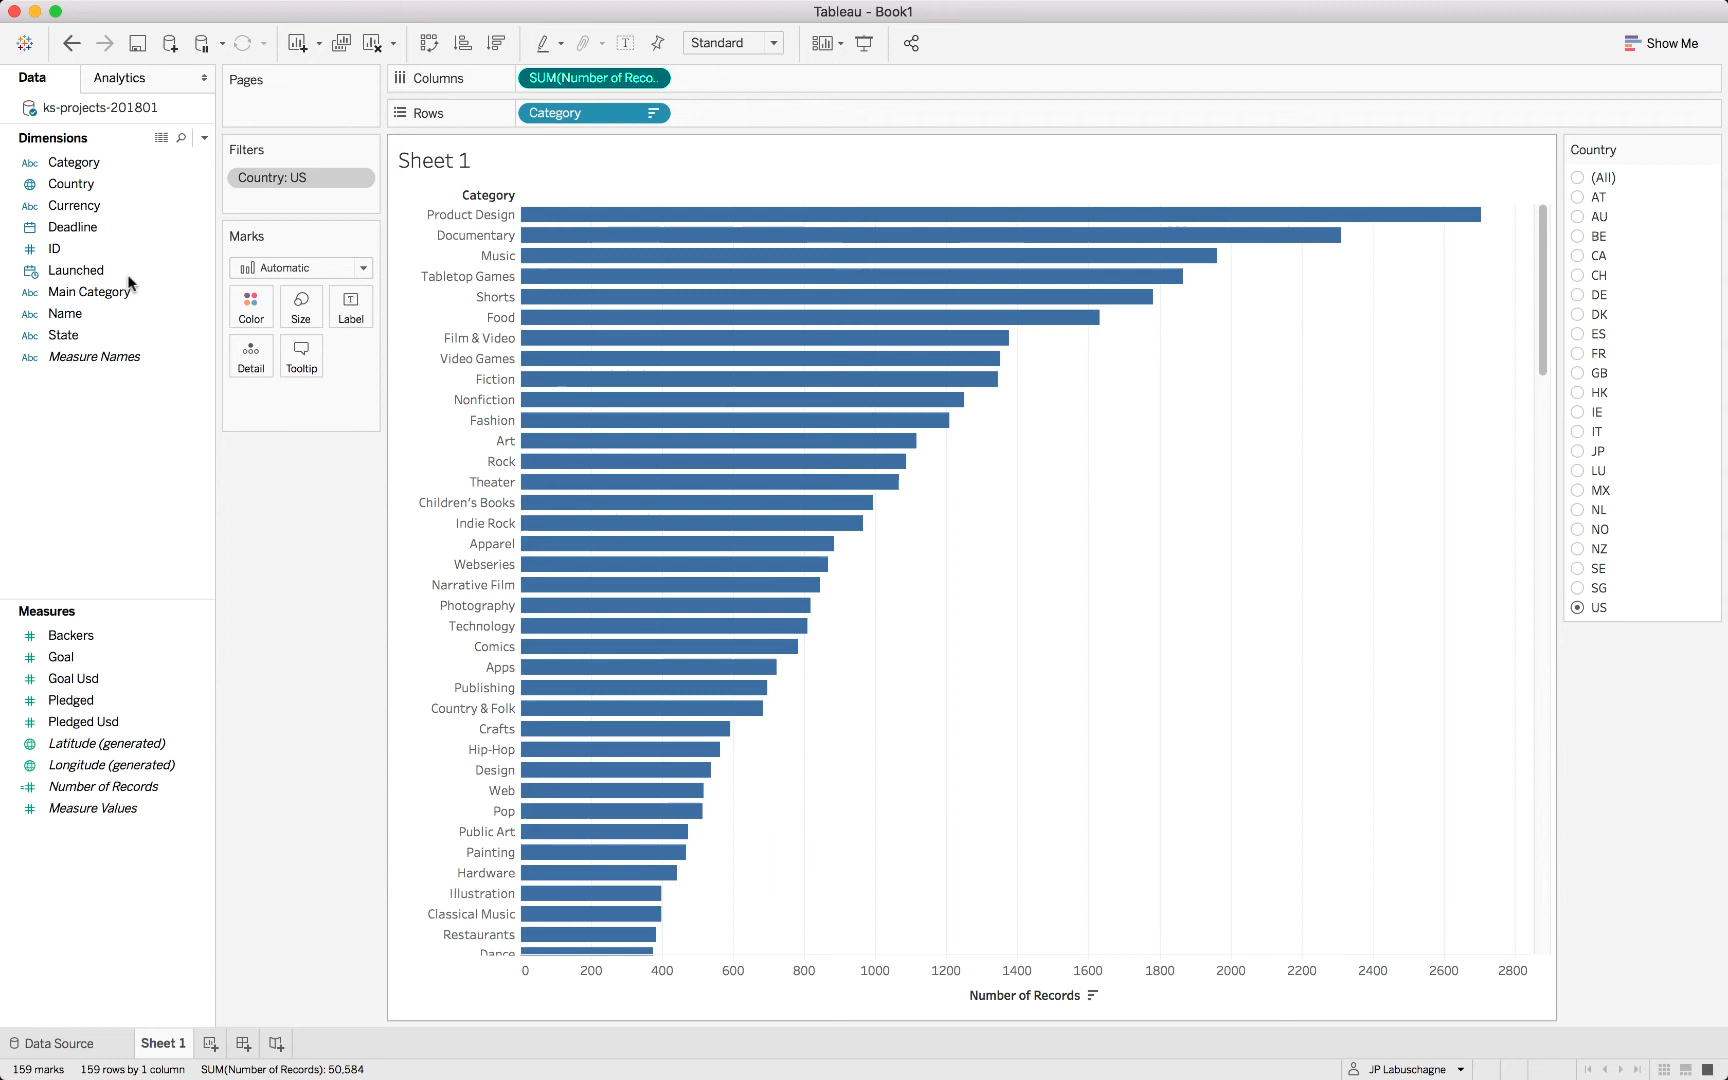 Tableau - Book1
Standard
Show Me
Data
Analytics
ks-projects-201801
Dimensions
Abc Category
Country
Abc Currency
Deadline
ID
Launched
Abc Main Category
Abc Name
Abc State
Abc Measure Names
Measures
Backers
Goal
Goal Usd
Pledged
Pledged Usd
Latitude (generated)
Longitude (generated)
Number of Records
Measure Values
Pages
Filters
Country: US
Marks
Automatic
Color
Size
Label
Detail
Tooltip
Columns
SUM(Number of Reco..
Rows
Category
Sheet 1
Category
Product Design
Documentary
Music
Tabletop Games
Shorts
Food
Film & Video
Video Games
Fiction
Nonfiction
Fashion
Art
Rock
Theater
Children's Books
Indie Rock
Apparel
Webseries
Narrative Film
Photography
Technology
Comics
Apps
Publishing
Country & Folk
Crafts
Hip-Hop
Design
Web
Pop
Public Art
Painting
Hardware
Illustration
Classical Music
Restaurants
Dance
0 200 400 600 800 1000 1200 1400 1600 1800 2000 2200 2400 2600 2800
Number of Records
Country
(All)
AT
AU
BE
CA
CH
DE
DK
ES
FR
GB
HK
IE
IT
JP
LU
MX
NL
NO
NZ
SE
SG
US
Data Source
Sheet 1
159 marks
159 rows by 1 column
SUM(Number of Records): 50,584
JP Labuschagne